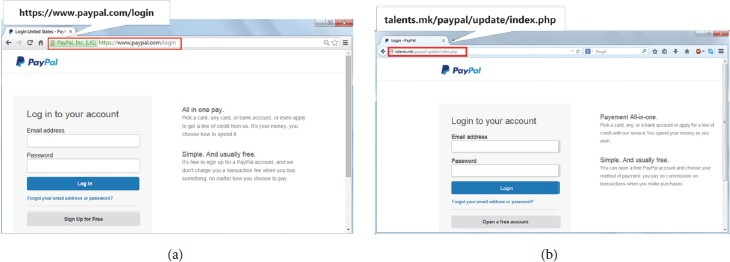 https://www.paypal.com/login
Login United States - PayP
PayPal, Inc. [US] https://www.paypal.com/login
PayPal
Log in to your account
Email address
Password
Log In
Forgot your email address or password?
Sign Up for Free
All in one pay.
Pick a card, any card, or bank account, or even apply
to get a line of credit from us. It's your money, you
choose how to spend it.
Simple. And usually free.
It's free to sign up for a PayPal account, and we
don't charge you a transaction fee when you buy
something, no matter how you choose to pay.
(a)
talents.mk/paypal/update/index.php
Login - PayPal
talents.mk/paypal/update/index.php
Google
PayPal
Login to your account
Email address
Password
Login
Forgot your email address or password?
Open a free account
Payement All-in-one.
Pick a card, any, or a bank account or apply for a line of
credit with our service. You spend your money as you
wish.
Simple. And usually free.
You can open a free PayPal account and choose your
method of payment. you pay no commission on
transactions when you make purchases.
(b)